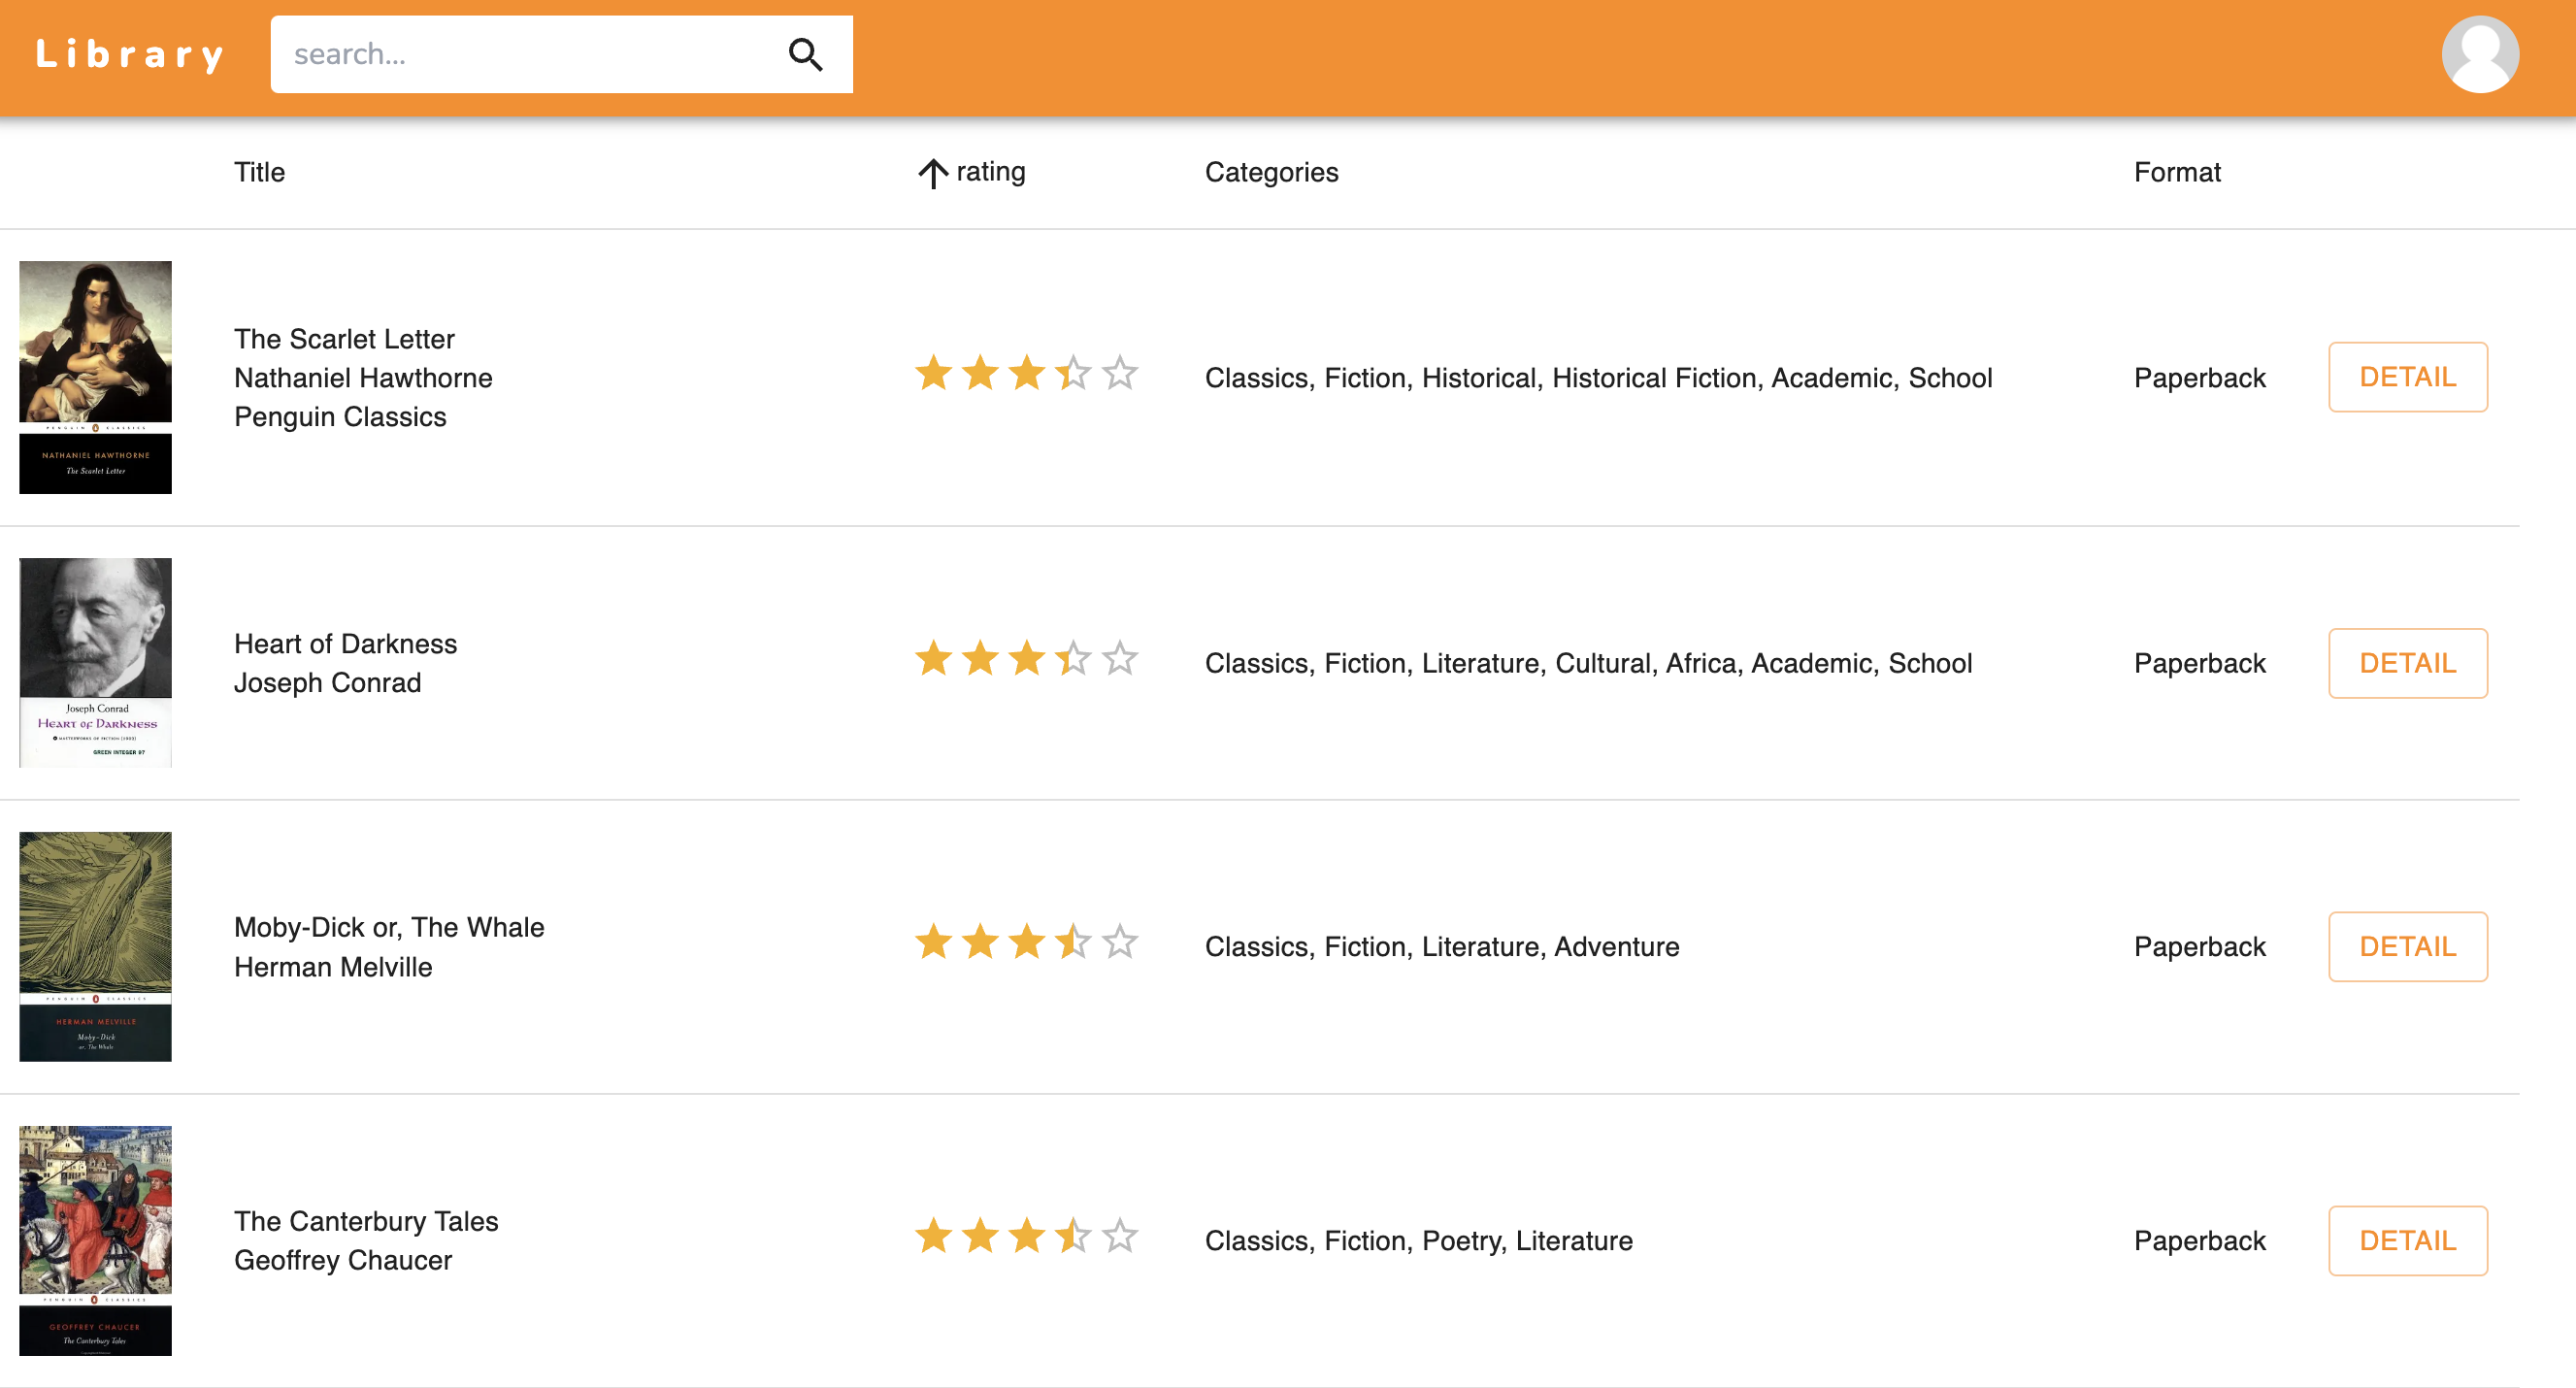 Library
search...
Title
rating
Categories
Format
PENGUIN CLASSICS
NATHANIEL HAWTHORNE
The Scarlet Letter
The Scarlet Letter
Nathaniel Hawthorne
Penguin Classics
Classics, Fiction, Historical, Historical Fiction, Academic, School
Paperback
DETAIL
Joseph Conrad
HEART OF DARKNESS
MASTERWORKS OF FICTION (1902)
GREEN INTEGER 97
Heart of Darkness
Joseph Conrad
Classics, Fiction, Literature, Cultural, Africa, Academic, School
Paperback
DETAIL
PENGUIN CLASSICS
HERMAN MELVILLE
Moby-Dick
or, The Whale
Moby-Dick or, The Whale
Herman Melville
Classics, Fiction, Literature, Adventure
Paperback
DETAIL
PENGUIN CLASSICS
GEOFFREY CHAUCER
The Canterbury Tales
The Canterbury Tales
Geoffrey Chaucer
Classics, Fiction, Poetry, Literature
Paperback
DETAIL